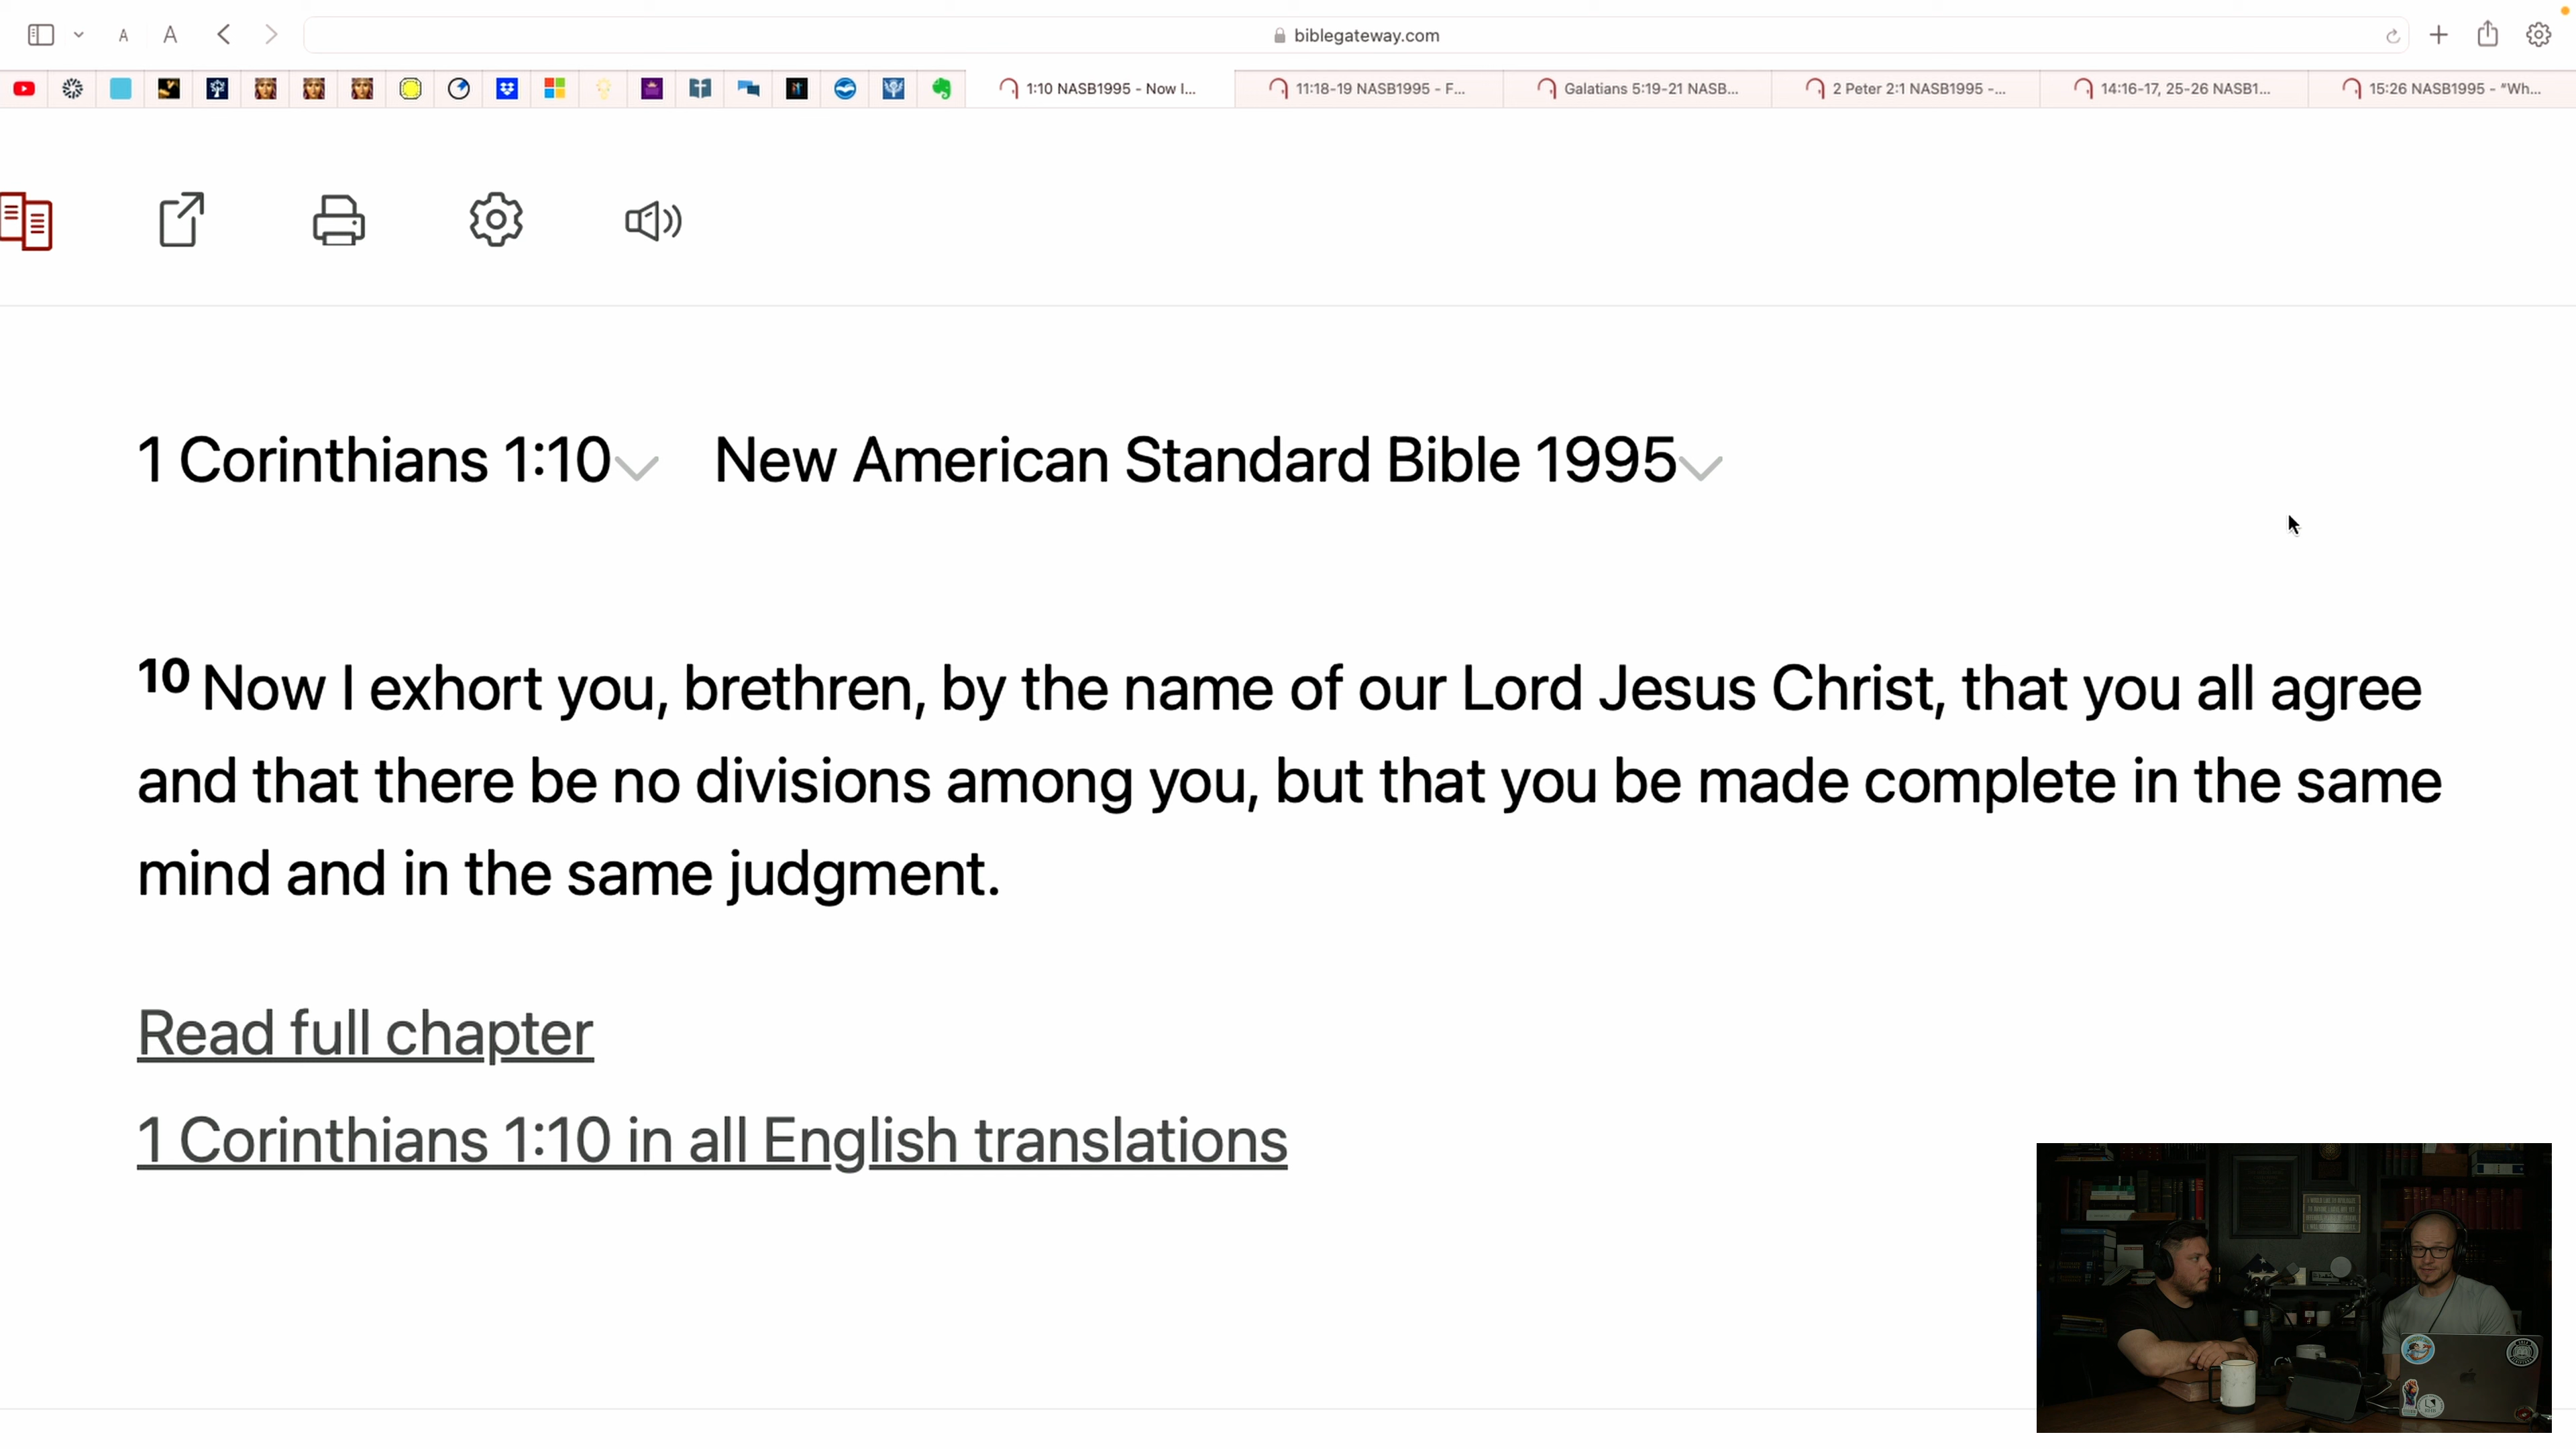 A A biblegateway.com
1:10 NASB1995 - Now I... 11:18-19 NASB1995 - F... Galatians 5:19-21 NASB... 2 Peter 2:1 NASB1995 -... 14:16-17, 25-26 NASB1... 15:26 NASB1995 - “Wh...
1 Corinthians 1:10 New American Standard Bible 1995
10 Now I exhort you, brethren, by the name of our Lord Jesus Christ, that you all agree
and that there be no divisions among you, but that you be made complete in the same
mind and in the same judgment.
Read full chapter
1 Corinthians 1:10 in all English translations